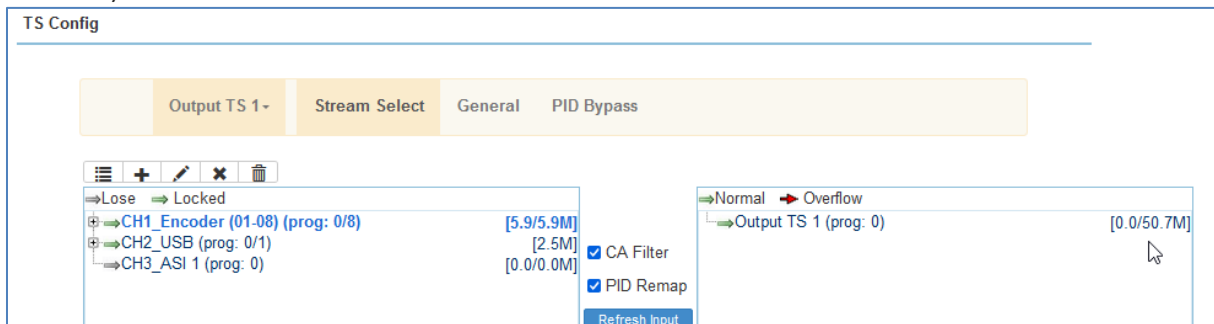 TS Config
Output TS 1 Stream Select General PID Bypass
Lose Locked
CH1_Encoder (01-08) (prog: 0/8) [5.9/5.9M]
CH2_USB (prog: 0/1) [2.5M]
CH3_ASI 1 (prog: 0) [0.0/0.0M]
CA Filter
PID Remap
Refresh Input
Normal Overflow
Output TS 1 (prog: 0) [0.0/50.7M]